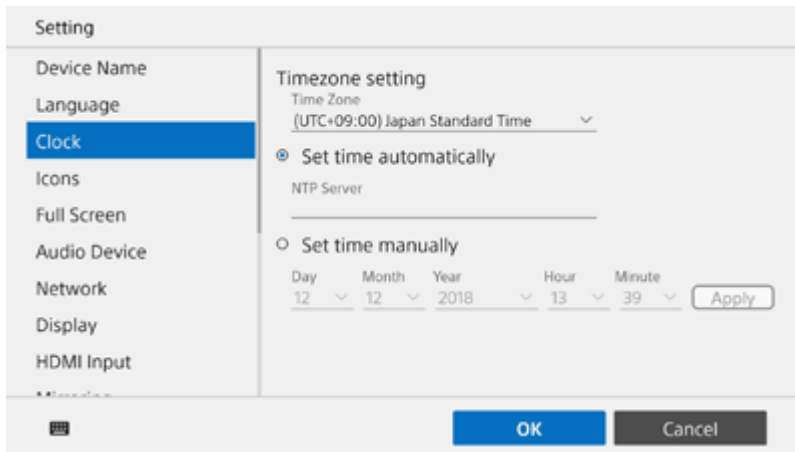 Setting
Device Name
Language
Clock
Icons
Full Screen
Audio Device
Network
Display
HDMI Input
Timezone setting
Time Zone
(UTC+09:00) Japan Standard Time
Set time automatically
NTP Server
Set time manually
Day Month Year Hour Minute
12 12 2018 13 39 Apply
OK Cancel